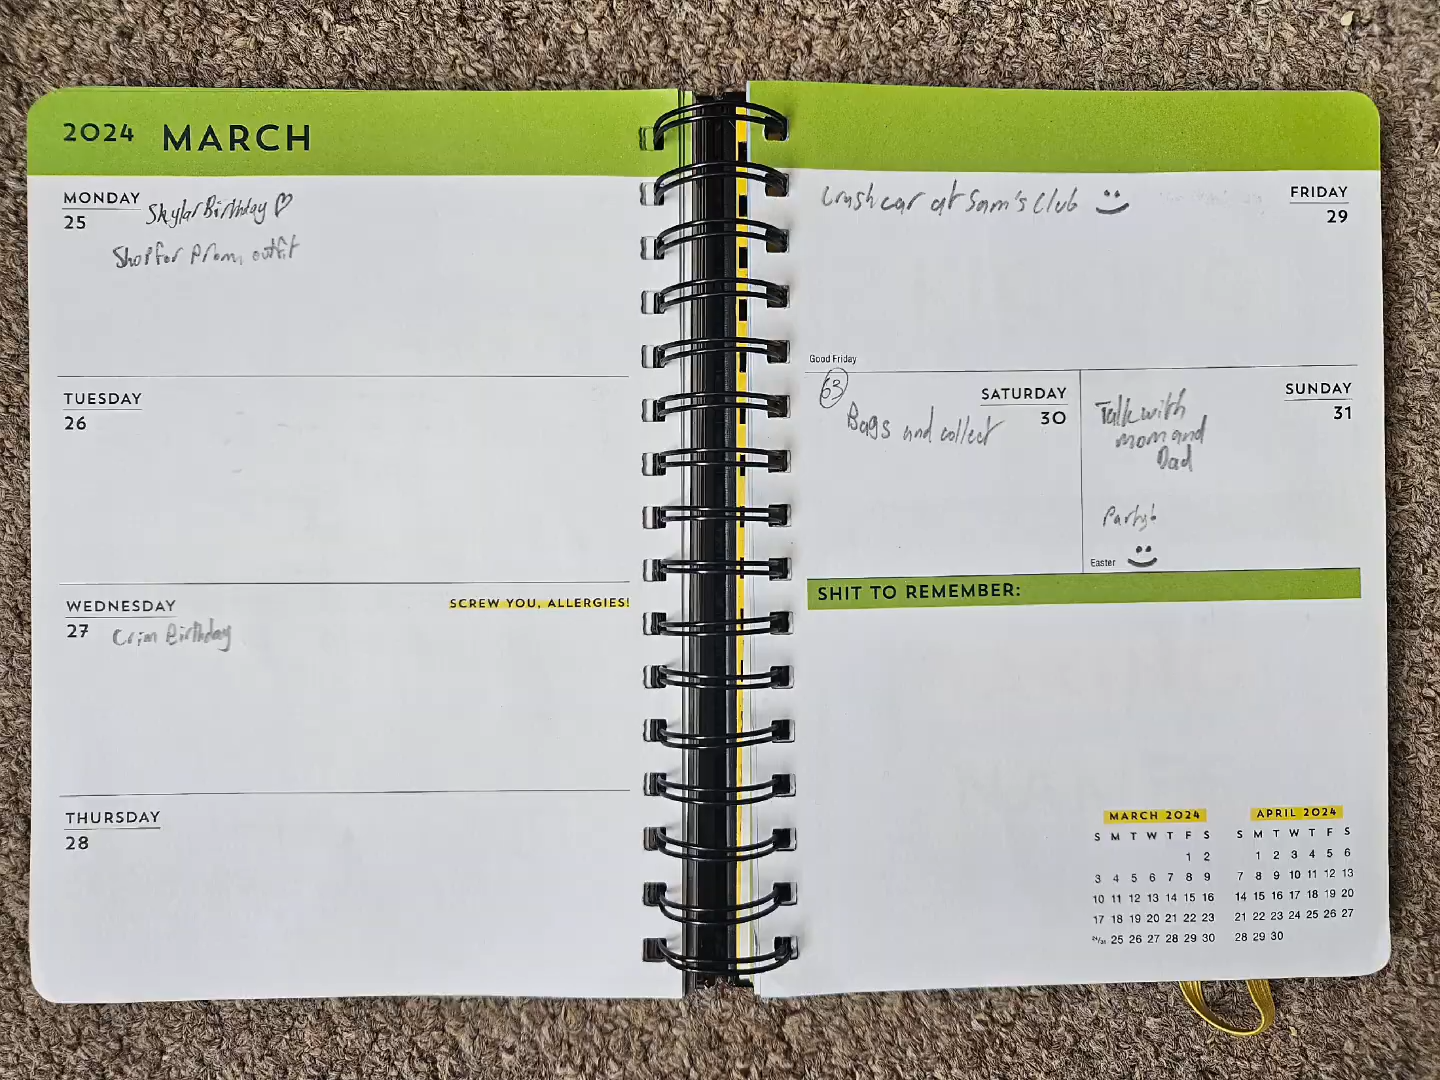 2024 MARCH
MONDAY
25
Skylar Birthday ♡
Shop for Prom outfit
TUESDAY
26
WEDNESDAY
27
SCREW YOU, ALLERGIES!
Birthday
THURSDAY
28
FRIDAY
29
Crush car at Sam's Club
Good Friday
SATURDAY
30
63
Bags and collect
SUNDAY
31
Talk with
mom and
Dad
Party!
Easter
SHIT TO REMEMBER:
MARCH 2024
S M T W T F S
1 2
3 4 5 6 7 8 9
10 11 12 13 14 15 16
17 18 19 20 21 22 23
24/31 25 26 27 28 29 30
APRIL 2024
S M T W T F S
1 2 3 4 5 6
7 8 9 10 11 12 13
14 15 16 17 18 19 20
21 22 23 24 25 26 27
28 29 30